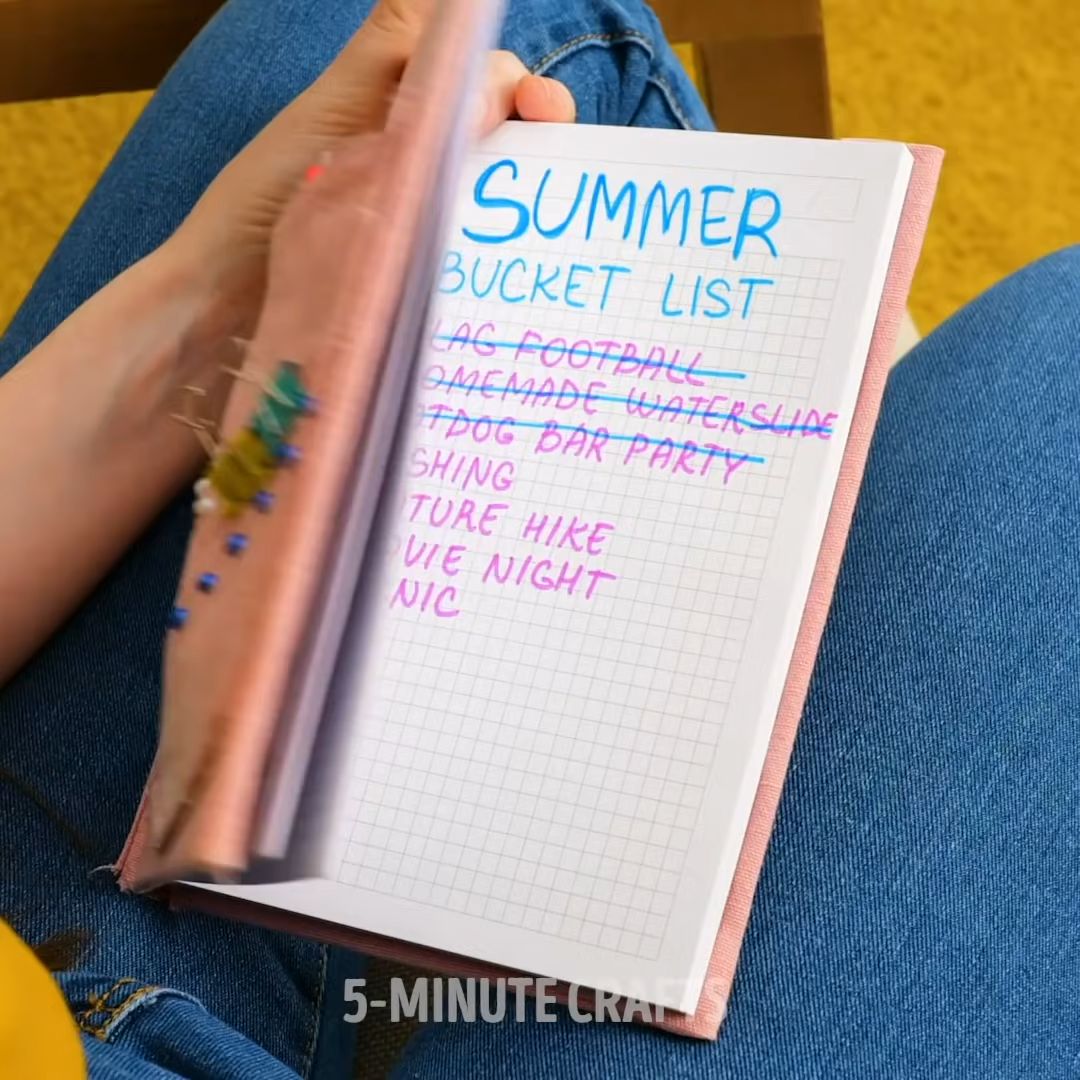 SUMMER
BUCKET LIST
LAG FOOTBALL
OMEMADE WATERSLIDE
TDOG BAR PARTY
SHING
TURE HIKE
VIE NIGHT
NIC
5-MINUTE CRAFTS